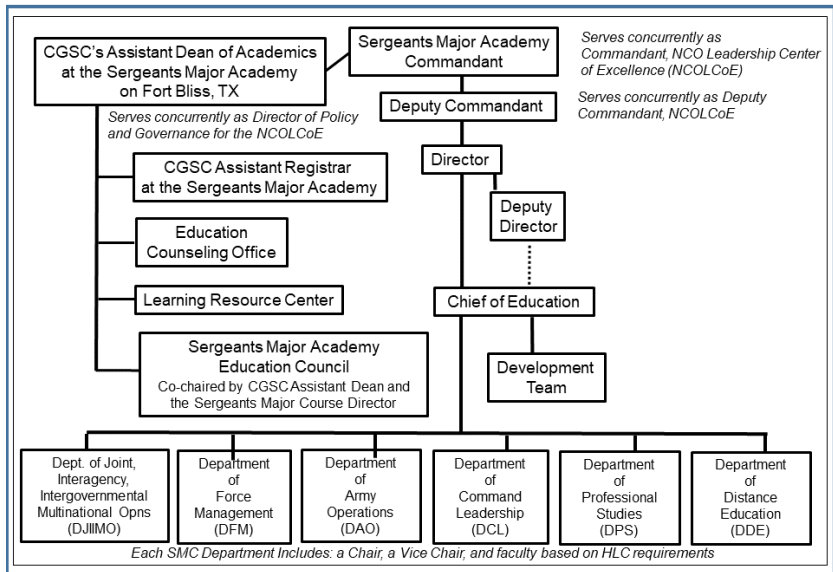 CGSC's Assistant Dean of Academics
at the Sergeants Major Academy
on Fort Bliss, TX
Serves concurrently as Director of Policy
and Governance for the NCOLCoE
Sergeants Major Academy
Commandant
Serves concurrently as
Commandant, NCO Leadership Center
of Excellence (NCOLCoE)
Deputy Commandant
Serves concurrently as Deputy
Commandant, NCOLCoE
Director
Deputy
Director
CGSC Assistant Registrar
at the Sergeants Major Academy
Education
Counseling Office
Learning Resource Center
Sergeants Major Academy
Education Council
Co-chaired by CGSC Assistant Dean and
the Sergeants Major Course Director
Chief of Education
Development
Team
Dept. of Joint,
Interagency,
Intergovernmental
Multinational Opns
(DJIIMO)
Department
of
Force
Management
(DFM)
Department
of
Army
Operations
(DAO)
Department
of
Command
Leadership
(DCL)
Department
of
Professional
Studies
(DPS)
Department
of
Distance
Education
(DDE)
Each SMC Department Includes: a Chair, a Vice Chair, and faculty based on HLC requirements